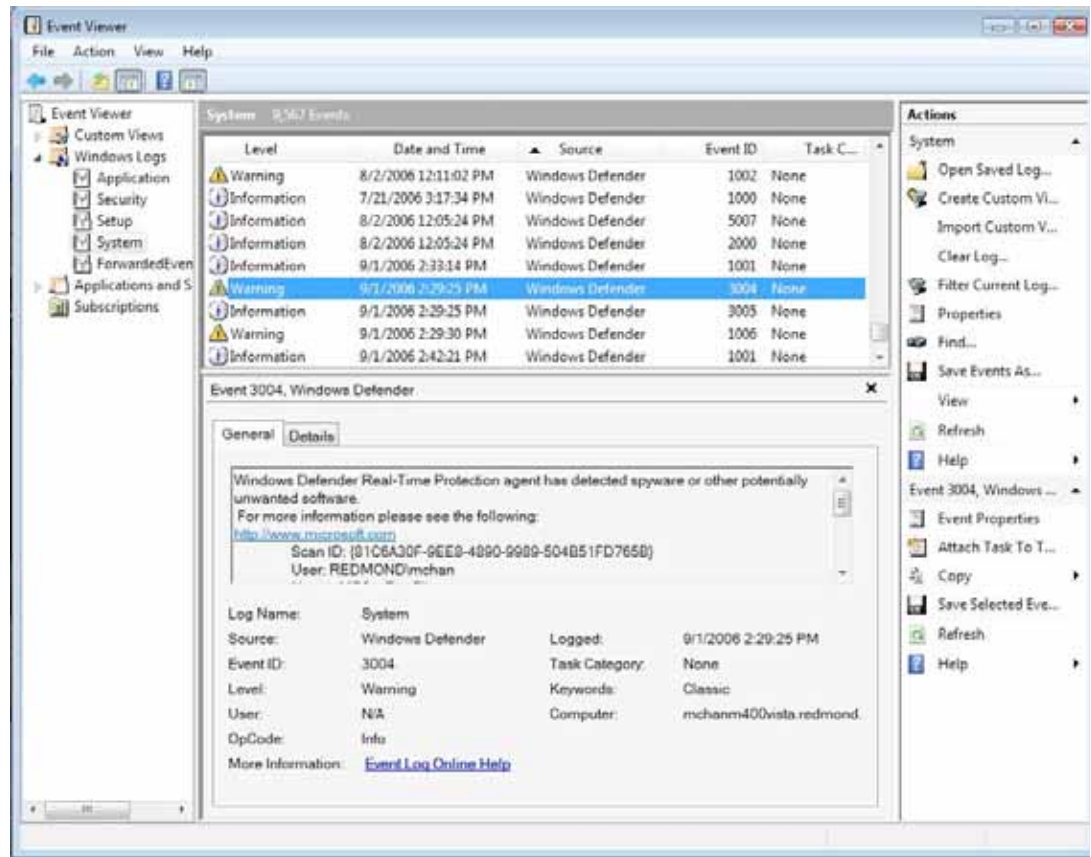 Event Viewer
File Action View Help
Event Viewer
Custom Views
Windows Logs
Application
Security
Setup
System
ForwardedEven
Applications and S
Subscriptions
System 9,567 Events
Level Date and Time Source Event ID Task C...
Warning 8/2/2006 12:11:02 PM Windows Defender 1002 None
Information 7/21/2006 3:17:34 PM Windows Defender 1000 None
Information 8/2/2006 12:05:24 PM Windows Defender 5007 None
Information 8/2/2006 12:05:24 PM Windows Defender 2000 None
Information 9/1/2006 2:33:14 PM Windows Defender 1001 None
Warning 9/1/2006 2:29:25 PM Windows Defender 3004 None
Information 9/1/2006 2:29:25 PM Windows Defender 3005 None
Warning 9/1/2006 2:29:30 PM Windows Defender 1006 None
Information 9/1/2006 2:42:21 PM Windows Defender 1001 None
Event 3004, Windows Defender
General Details
Windows Defender Real-Time Protection agent has detected spyware or other potentially
unwanted software.
For more information please see the following:
http://www.microsoft.com
Scan ID: {81C6A30F-9EE8-4890-9989-504B51FD765B}
User: REDMOND\mchan
Log Name: System
Source: Windows Defender Logged: 9/1/2006 2:29:25 PM
Event ID: 3004 Task Category: None
Level: Warning Keywords: Classic
User: N/A Computer: mchanm400vista.redmond.
OpCode: Info
More Information: Event Log Online Help
Actions
System
Open Saved Log...
Create Custom Vi...
Import Custom V...
Clear Log...
Filter Current Log...
Properties
Find...
Save Events As...
View
Refresh
Help
Event 3004, Windows ...
Event Properties
Attach Task To T...
Copy
Save Selected Eve...
Refresh
Help